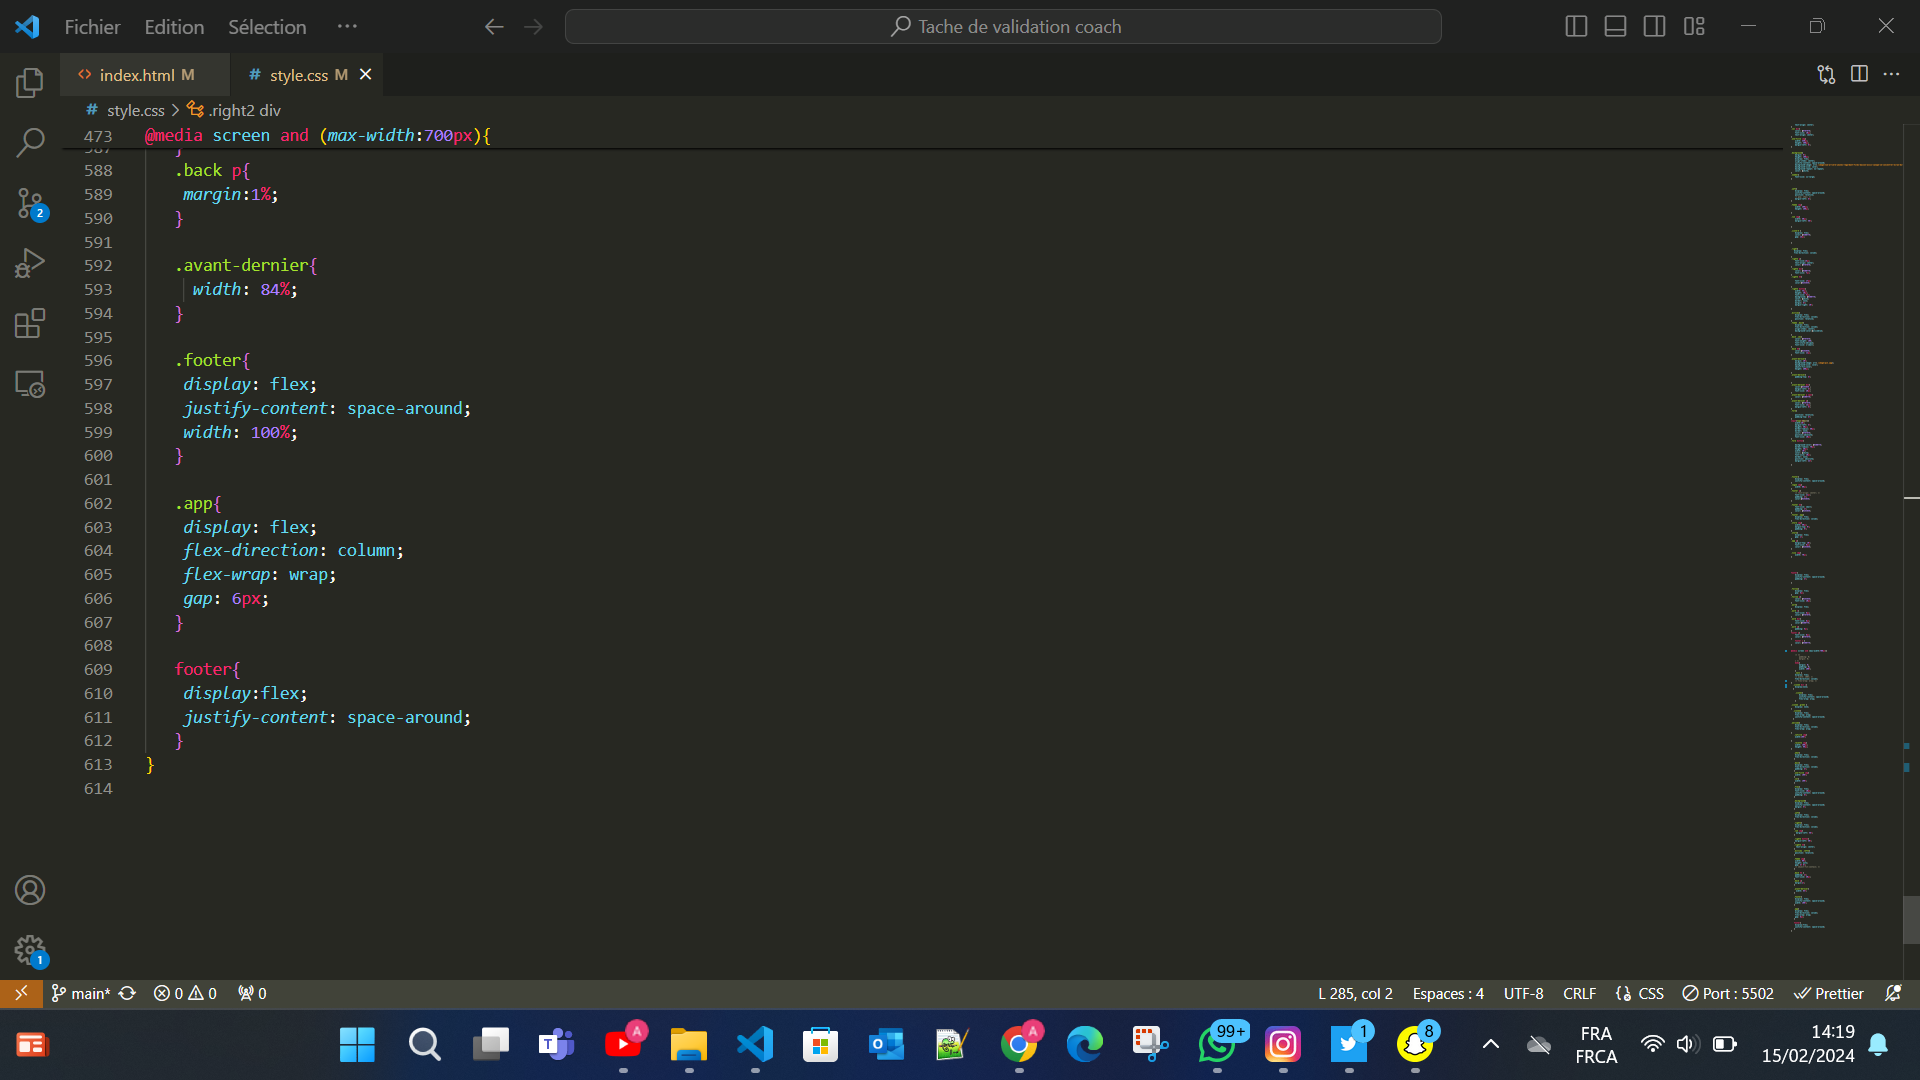 Fichier Edition Sélection ··· Tache de validation coach
index.html M style.css M
style.css > .right2 div
473 @media screen and (max-width:700px){
587 }
588 .back p{
589 margin:1%;
590 }
591
592 .avant-dernier{
593 width: 84%;
594 }
595
596 .footer{
597 display: flex;
598 justify-content: space-around;
599 width: 100%;
600 }
601
602 .app{
603 display: flex;
604 flex-direction: column;
605 flex-wrap: wrap;
606 gap: 6px;
607 }
608
609 footer{
610 display:flex;
611 justify-content: space-around;
612 }
613 }
614
2
1
main* 0 0 0 L 285, col 2 Espaces : 4 UTF-8 CRLF CSS Port : 5502 Prettier
A A 99+ 1 8
FRA
FRCA
14:19
15/02/2024